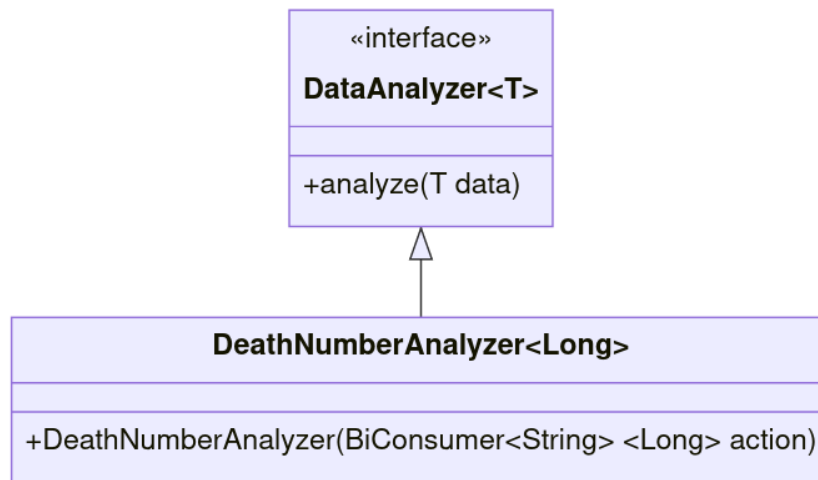 «interface»
DataAnalyzer<T>
+analyze(T data)
DeathNumberAnalyzer<Long>
+DeathNumberAnalyzer(BiConsumer<String> <Long> action)